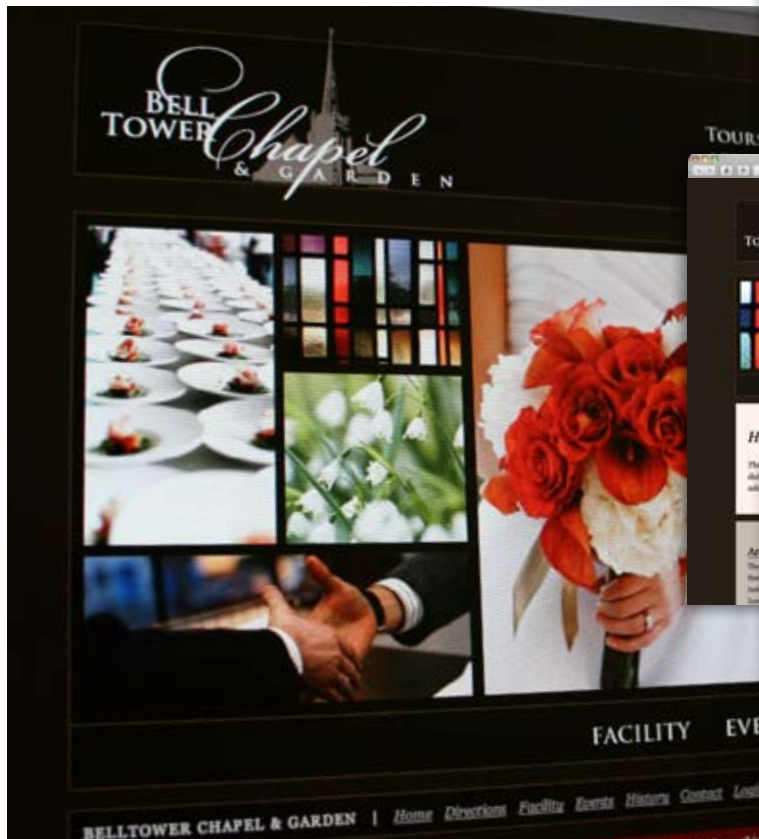 BELL
TOWER
Chapel
& GARDEN
TOURS
FACILITY
BELLTOWER CHAPEL & GARDEN | Home Directions Facility Events History Contact